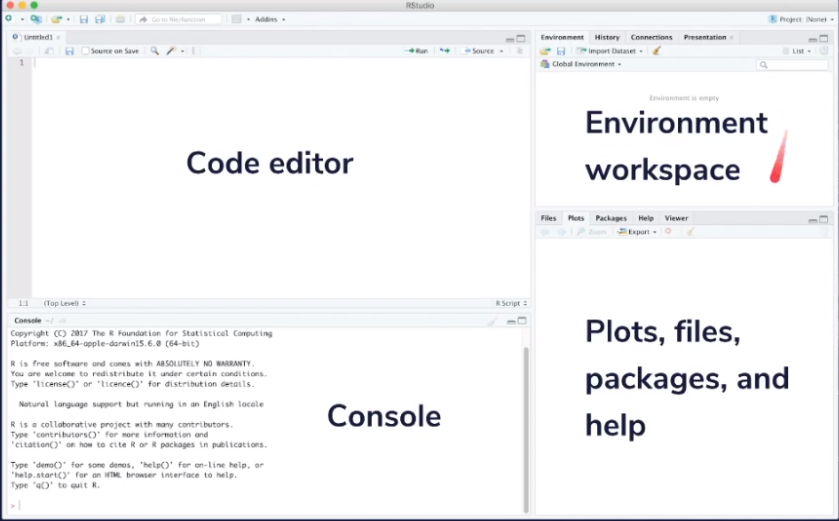 RStudio
Go to file/function
Addins
Project: (None)
Untitled1
Source on Save
Run
Source
1
Code editor
1:1
(Top Level)
R Script
Environment
History
Connections
Presentation
Import Dataset
List
Global Environment
Environment is empty
Environment
workspace
Files
Plots
Packages
Help
Viewer
Zoom
Export
Plots, files,
packages, and
help
Console ~/
Copyright (C) 2017 The R Foundation for Statistical Computing
Platform: x86_64-apple-darwin15.6.0 (64-bit)
R is free software and comes with ABSOLUTELY NO WARRANTY.
You are welcome to redistribute it under certain conditions.
Type 'license()' or 'licence()' for distribution details.
Natural language support but running in an English locale
R is a collaborative project with many contributors.
Type 'contributors()' for more information and
'citation()' on how to cite R or R packages in publications.
Type 'demo()' for some demos, 'help()' for on-line help, or
'help.start()' for an HTML browser interface to help.
Type 'q()' to quit R.
>
Console